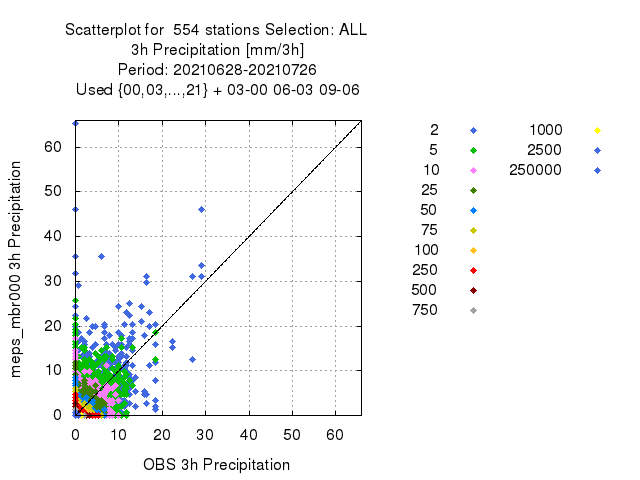 Scatterplot for  554 stations Selection: ALL
3h Precipitation [mm/3h]
Period: 20210628-20210726
Used {00,03,...,21} + 03-00 06-03 09-06
meps_mbr000 3h Precipitation
60
50
40
30
20
10
0
0 10 20 30 40 50 60
OBS 3h Precipitation
2
5
10
25
50
75
100
250
500
750
1000
2500
250000